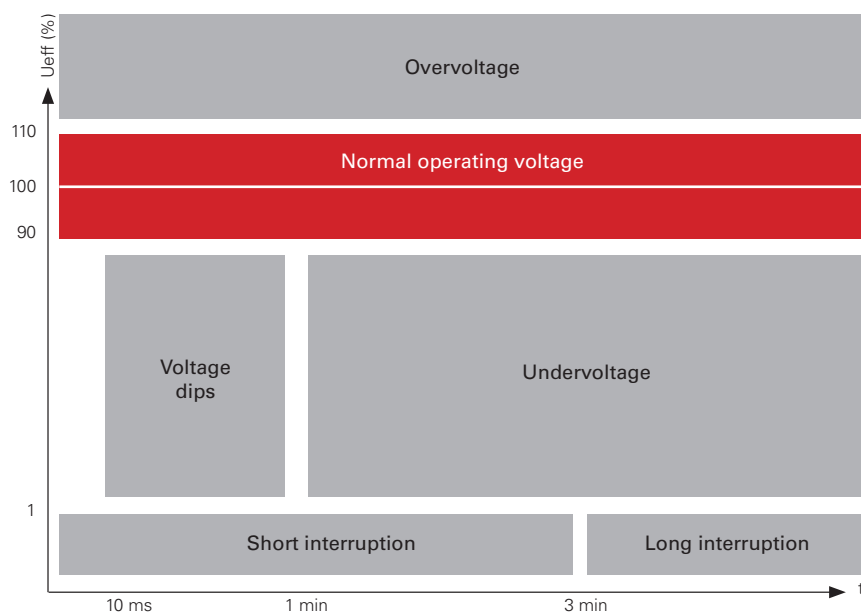 Ueff (%)
Overvoltage
110
Normal operating voltage
100
90
Voltage
dips
Undervoltage
1
Short interruption
Long interruption
t
10 ms
1 min
3 min